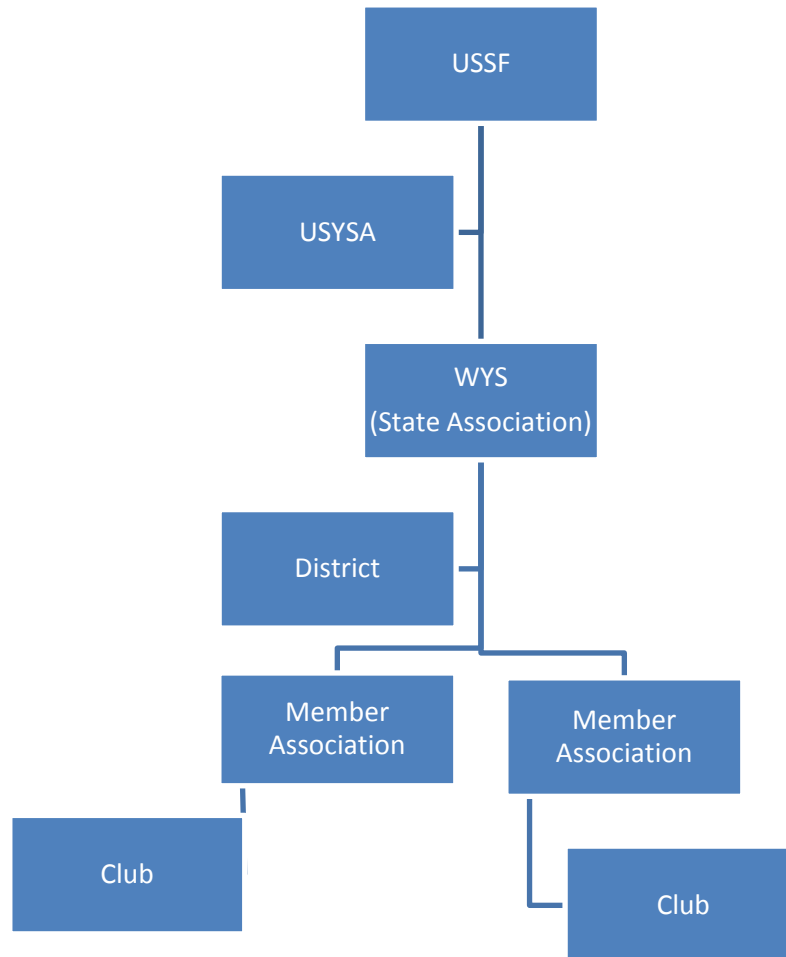 USSF
USYSA
WYS
(State Association)
District
Member
Association
Member
Association
Club
Club